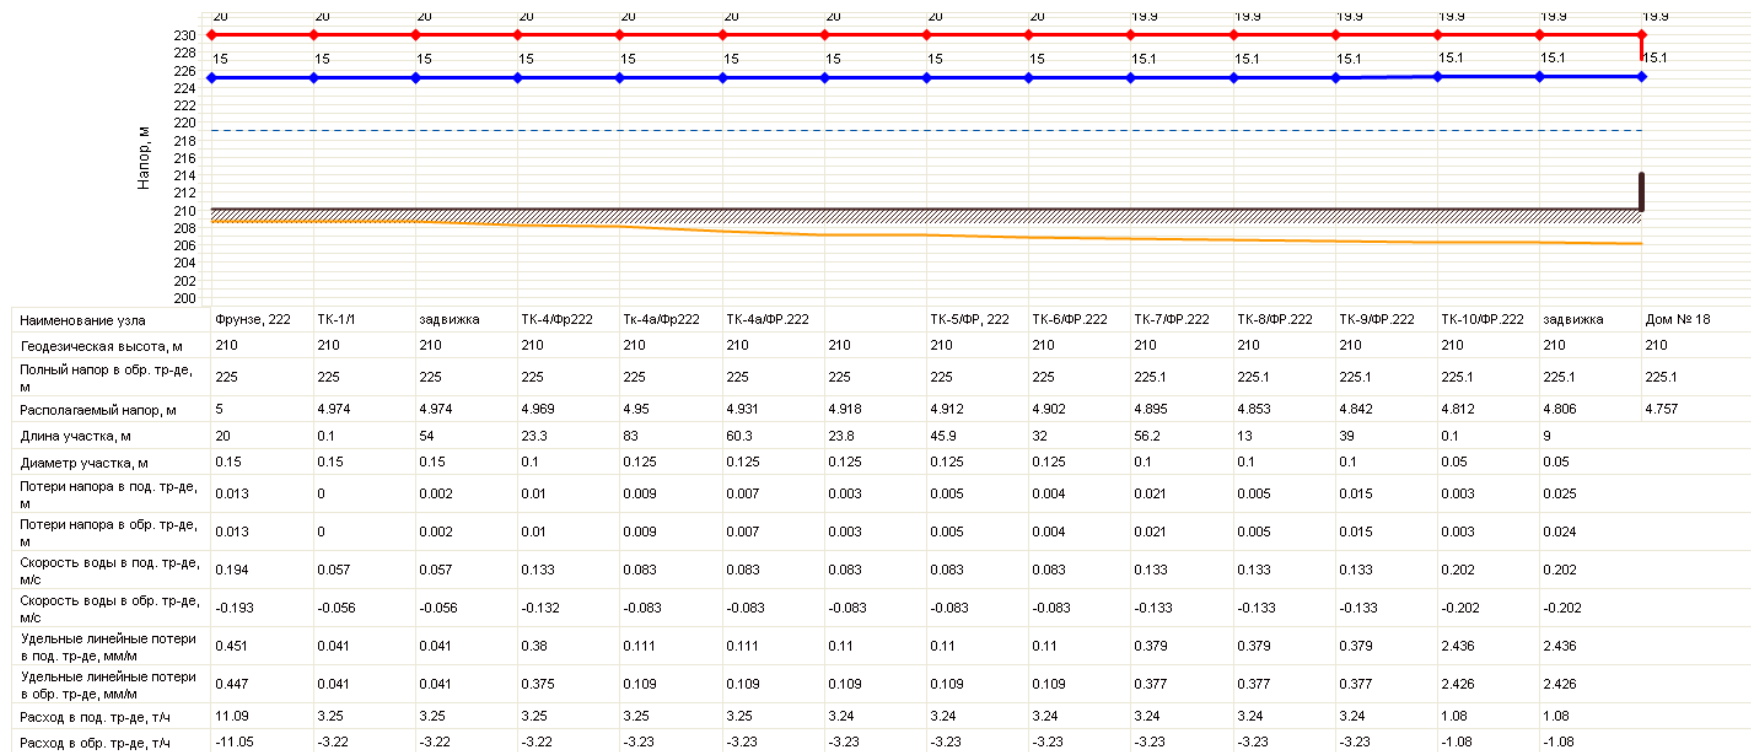 20 20 20 20 20 20 20 20 20 19.9 19.9 19.9 19.9 19.9 19.9
230
228
15 15 15 15 15 15 15 15 15 15.1 15.1 15.1 15.1 15.1 15.1
226
224
222
220
218
216
214
212
210
208
206
204
202
200
Напор, м
Наименование узла Фрунзе, 222 ТК-1/1 задвижка ТК-4/Фр222 Тк-4а/Фр222 ТК-4а/ФР.222 ТК-5/ФР, 222 ТК-6/ФР.222 ТК-7/ФР.222 ТК-8/ФР.222 ТК-9/ФР.222 ТК-10/ФР.222 задвижка Дом № 18
Геодезическая высота, м 210 210 210 210 210 210 210 210 210 210 210 210 210 210 210
Полный напор в обр. тр-де,
м 225 225 225 225 225 225 225 225 225 225.1 225.1 225.1 225.1 225.1 225.1
Располагаемый напор, м 5 4.974 4.974 4.969 4.95 4.931 4.918 4.912 4.902 4.895 4.853 4.842 4.812 4.806 4.757
Длина участка, м 20 0.1 54 23.3 83 60.3 23.8 45.9 32 56.2 13 39 0.1 9
Диаметр участка, м 0.15 0.15 0.15 0.1 0.125 0.125 0.125 0.125 0.125 0.1 0.1 0.1 0.05 0.05
Потери напора в под. тр-де,
м 0.013 0 0.002 0.01 0.009 0.007 0.003 0.005 0.004 0.021 0.005 0.015 0.003 0.025
Потери напора в обр. тр-де,
м 0.013 0 0.002 0.01 0.009 0.007 0.003 0.005 0.004 0.021 0.005 0.015 0.003 0.024
Скорость воды в под. тр-де,
м/с 0.194 0.057 0.057 0.133 0.083 0.083 0.083 0.083 0.083 0.133 0.133 0.133 0.202 0.202
Скорость воды в обр. тр-де,
м/с -0.193 -0.056 -0.056 -0.132 -0.083 -0.083 -0.083 -0.083 -0.083 -0.133 -0.133 -0.133 -0.202 -0.202
Удельные линейные потери
в под. тр-де, мм/м 0.451 0.041 0.041 0.38 0.111 0.111 0.11 0.11 0.11 0.379 0.379 0.379 2.436 2.436
Удельные линейные потери
в обр. тр-де, мм/м 0.447 0.041 0.041 0.375 0.109 0.109 0.109 0.109 0.109 0.377 0.377 0.377 2.426 2.426
Расход в под. тр-де, т/ч 11.09 3.25 3.25 3.25 3.25 3.25 3.24 3.24 3.24 3.24 3.24 3.24 1.08 1.08
Расход в обр. тр-де, т/ч -11.05 -3.22 -3.22 -3.22 -3.23 -3.23 -3.23 -3.23 -3.23 -3.23 -3.23 -3.23 -1.08 -1.08